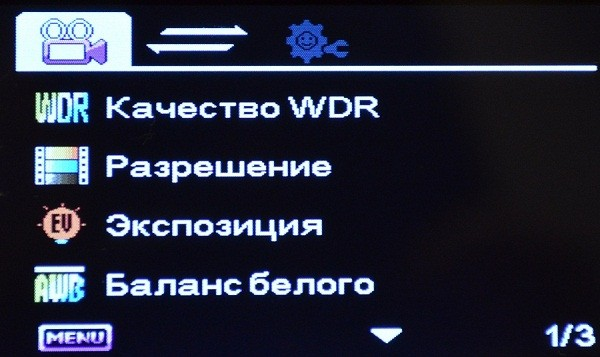 WDR Качество WDR
Разрешение
EV Экспозиция
AWB Баланс белого
MENU 1/3